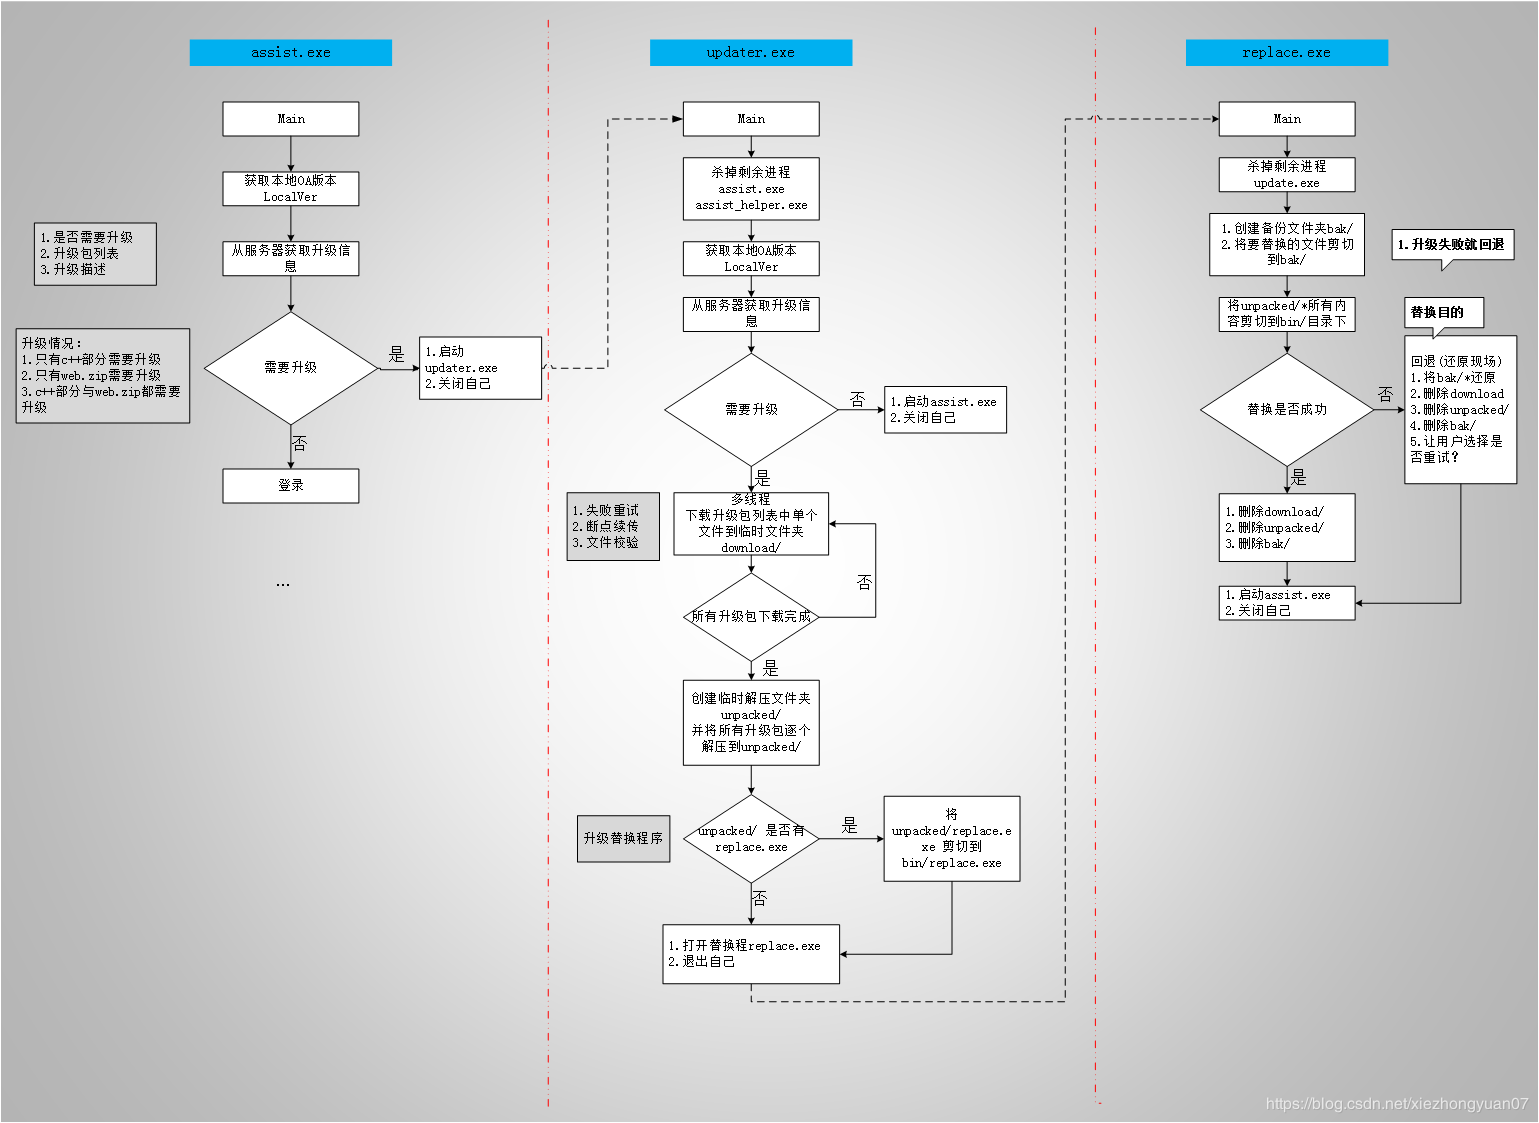 assist.exe
Main
获取本地OA版本
LocalVer
1.是否需要升级
2.升级包列表
3.升级描述
从服务器获取升级信
息
升级情况：
1.只有c++部分需要升级
2.只有web.zip需要升级
3.c++部分与web.zip都需要
升级
需要升级
是
1.启动
updater.exe
2.关闭自己
否
登录
...
updater.exe
Main
杀掉剩余进程
assist.exe
assist_helper.exe
获取本地OA版本
LocalVer
从服务器获取升级信
息
需要升级
否
1.启动assist.exe
2.关闭自己
是
1.失败重试
2.断点续传
3.文件校验
多线程
下载升级包列表中单个
文件到临时文件夹
download/
否
所有升级包下载完成
是
创建临时解压文件夹
unpacked/
并将所有升级包逐个
解压到unpacked/
升级替换程序
unpacked/ 是否有
replace.exe
是
将
unpacked/replace.e
xe 剪切到
bin/replace.exe
否
1.打开替换程replace.exe
2.退出自己
replace.exe
Main
杀掉剩余进程
update.exe
1.创建备份文件夹bak/
2.将要替换的文件剪切
到bak/
1.升级失败就回退
将unpacked/*所有内
容剪切到bin/目录下
替换目的
替换是否成功
否
回退(还原现场)
1.将bak/*还原
2.删除download
3.删除unpacked/
4.删除bak/
5.让用户选择是
否重试？
是
1.删除download/
2.删除unpacked/
3.删除bak/
1.启动assist.exe
2.关闭自己
https://blog.csdn.net/xiezhongyuan07